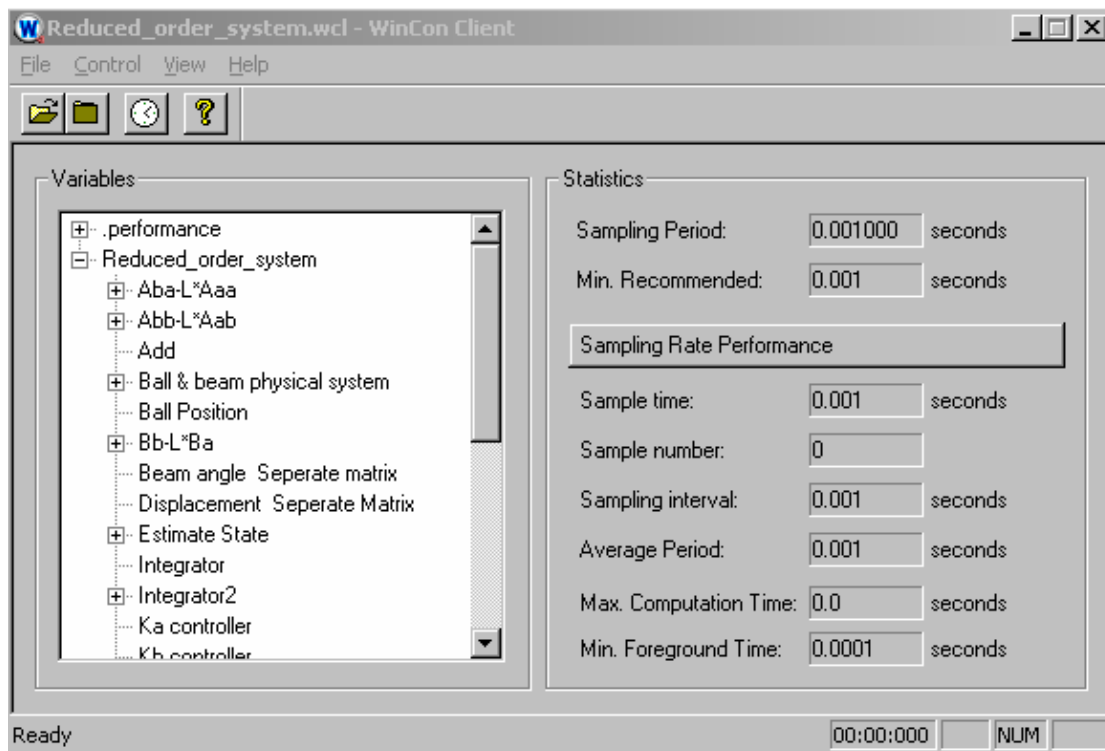 Reduced_order_system.wcl - WinCon Client
File Control View Help
Variables
.performance
Reduced_order_system
Aba-L*Aaa
Abb-L*Aab
Add
Ball & beam physical system
Ball Position
Bb-L*Ba
Beam angle Seperate matrix
Displacement Seperate Matrix
Estimate State
Integrator
Integrator2
Ka controller
Kb controller
Statistics
Sampling Period: 0.001000 seconds
Min. Recommended: 0.001 seconds
Sampling Rate Performance
Sample time: 0.001 seconds
Sample number: 0
Sampling interval: 0.001 seconds
Average Period: 0.001 seconds
Max. Computation Time: 0.0 seconds
Min. Foreground Time: 0.0001 seconds
Ready 00:00:000 NUM